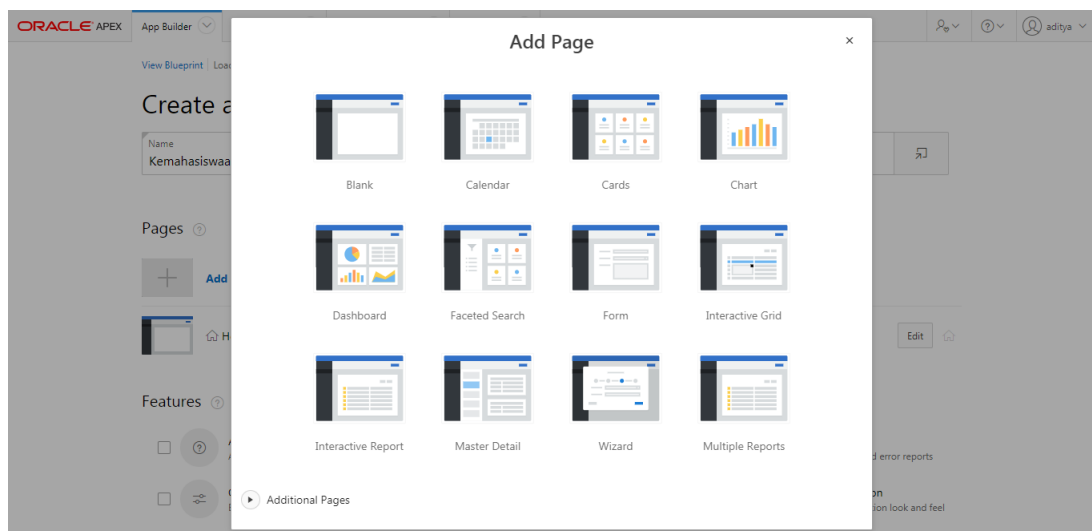 ORACLE APEX App Builder aditya
View Blueprint
Create a
Name
Kemahasiswaa
Pages
Add
Edit
Features
d error reports
on
ion look and feel
Add Page
Blank Calendar Cards Chart
Dashboard Faceted Search Form Interactive Grid
Interactive Report Master Detail Wizard Multiple Reports
Additional Pages